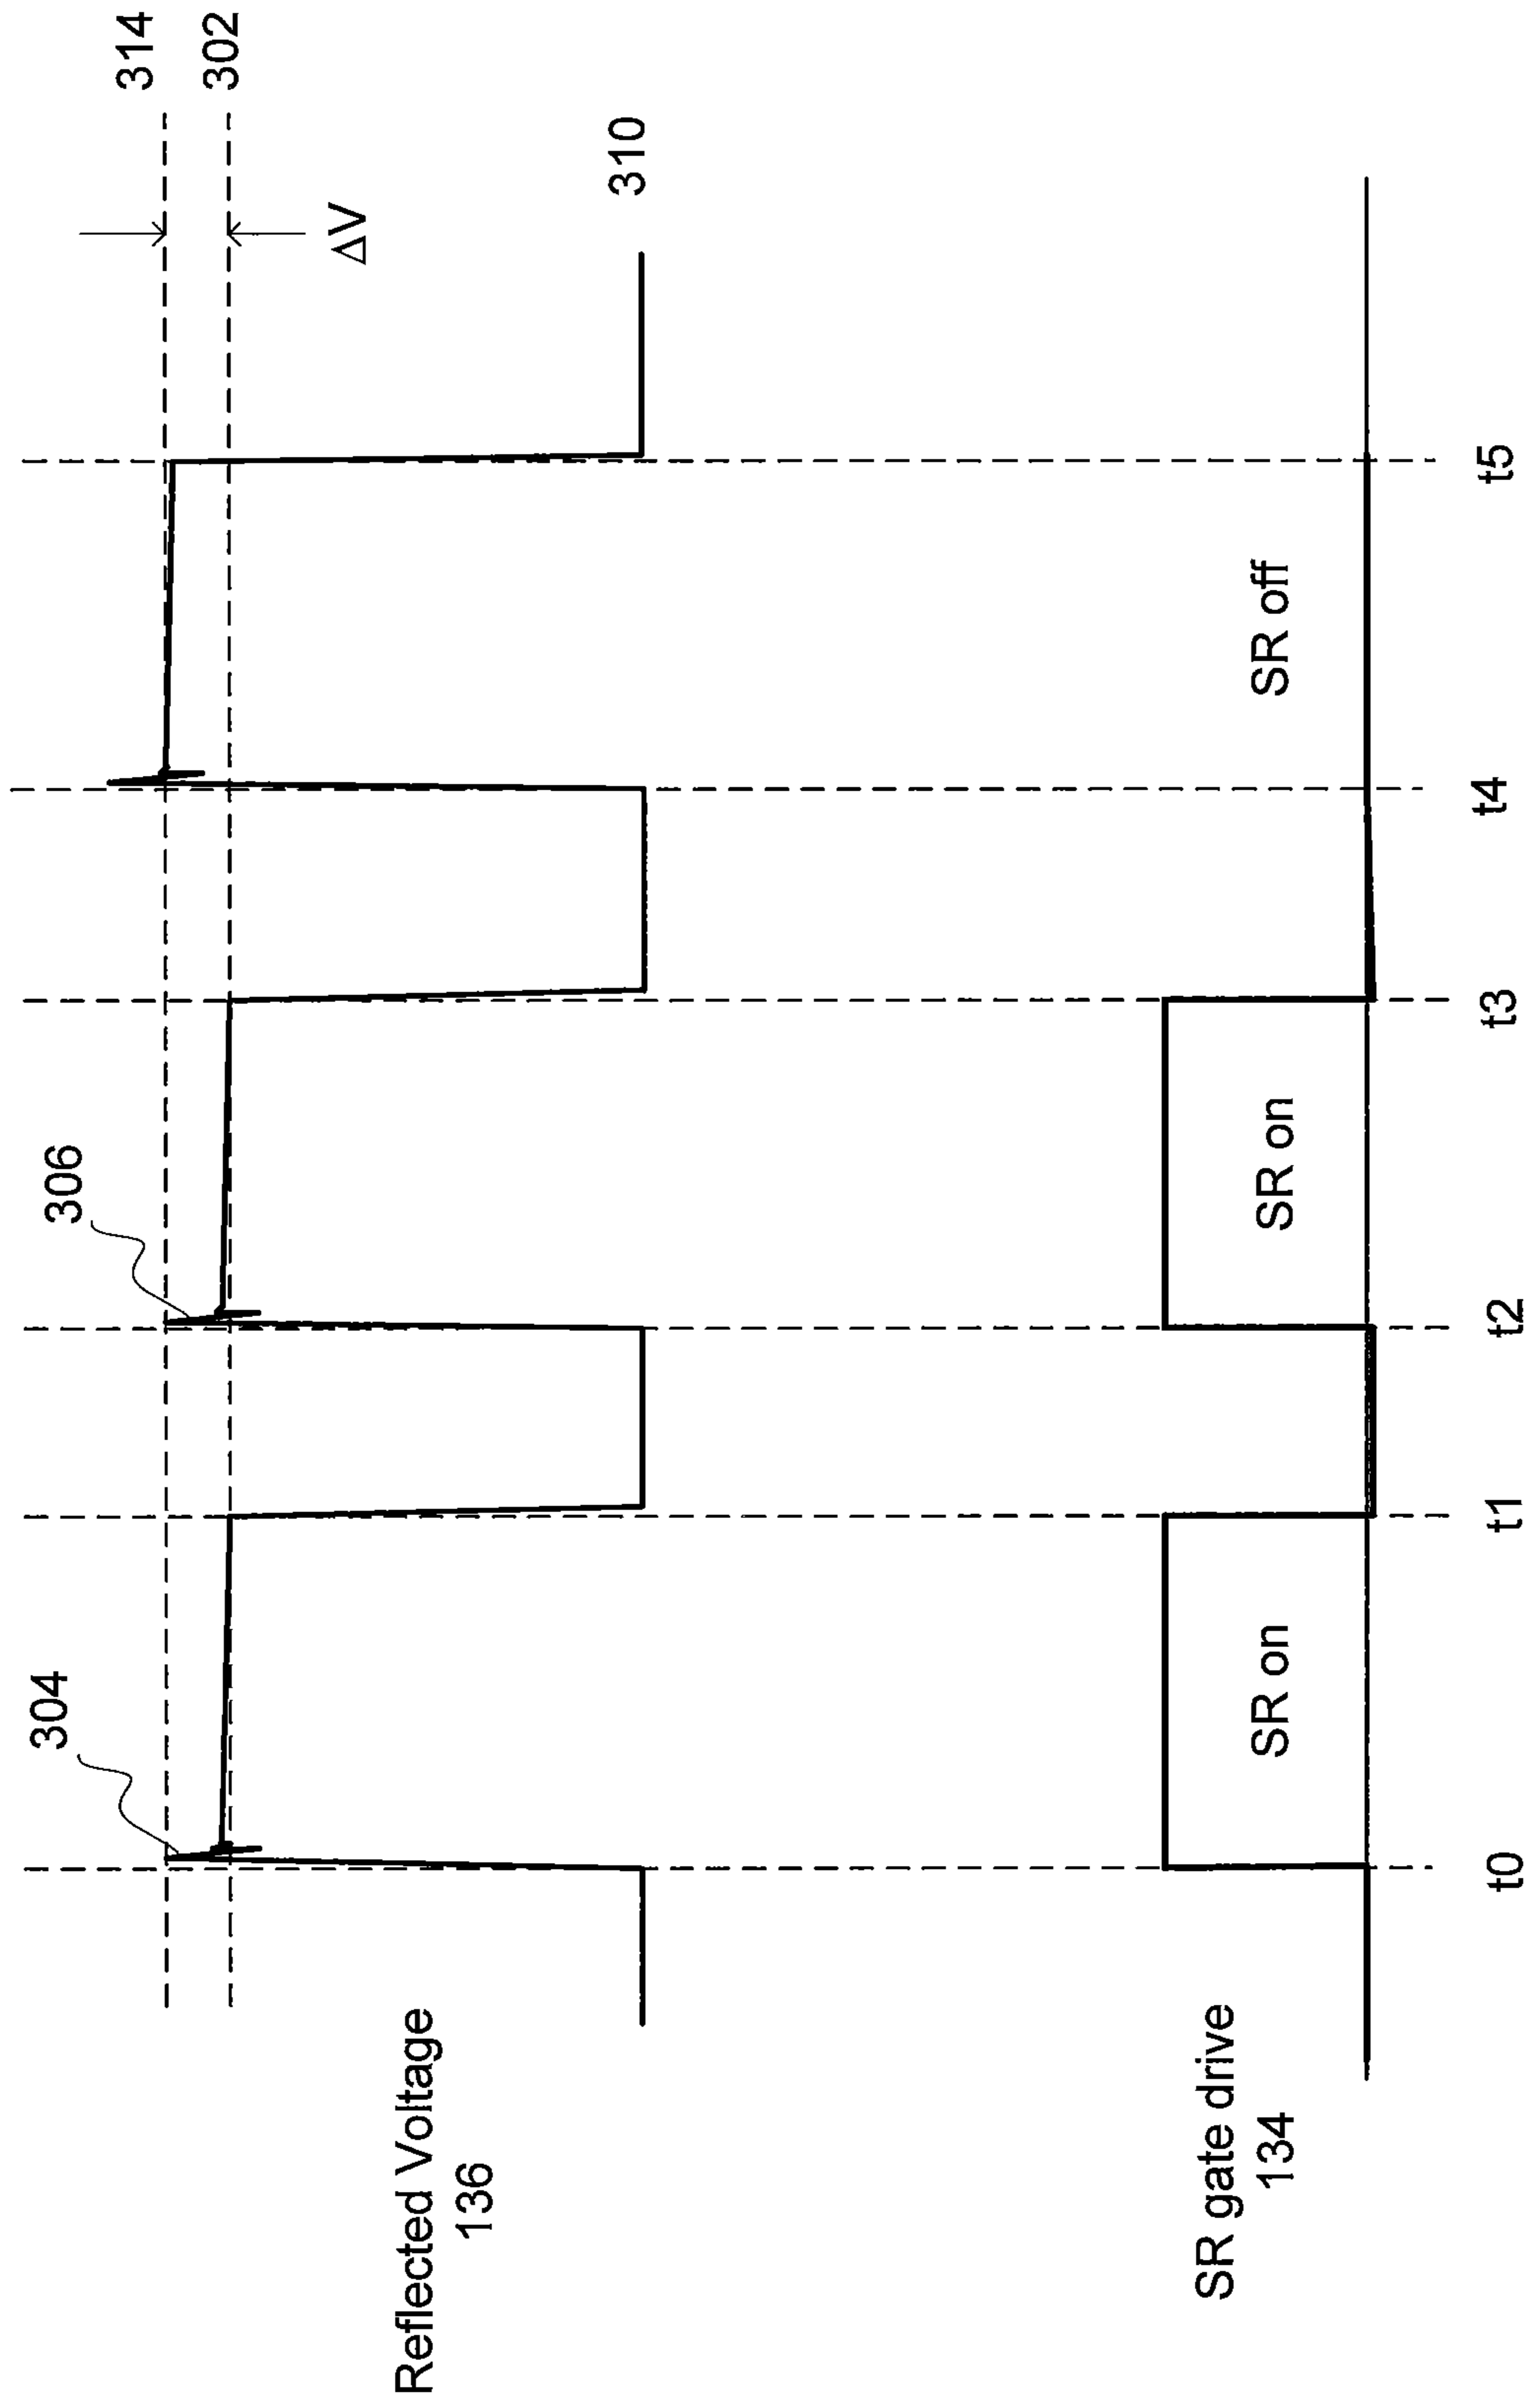 304
306
314
302
ΔV
310
Reflected Voltage
136
SR gate drive
134
SR on
SR on
SR off
t0
t1
t2
t3
t4
t5